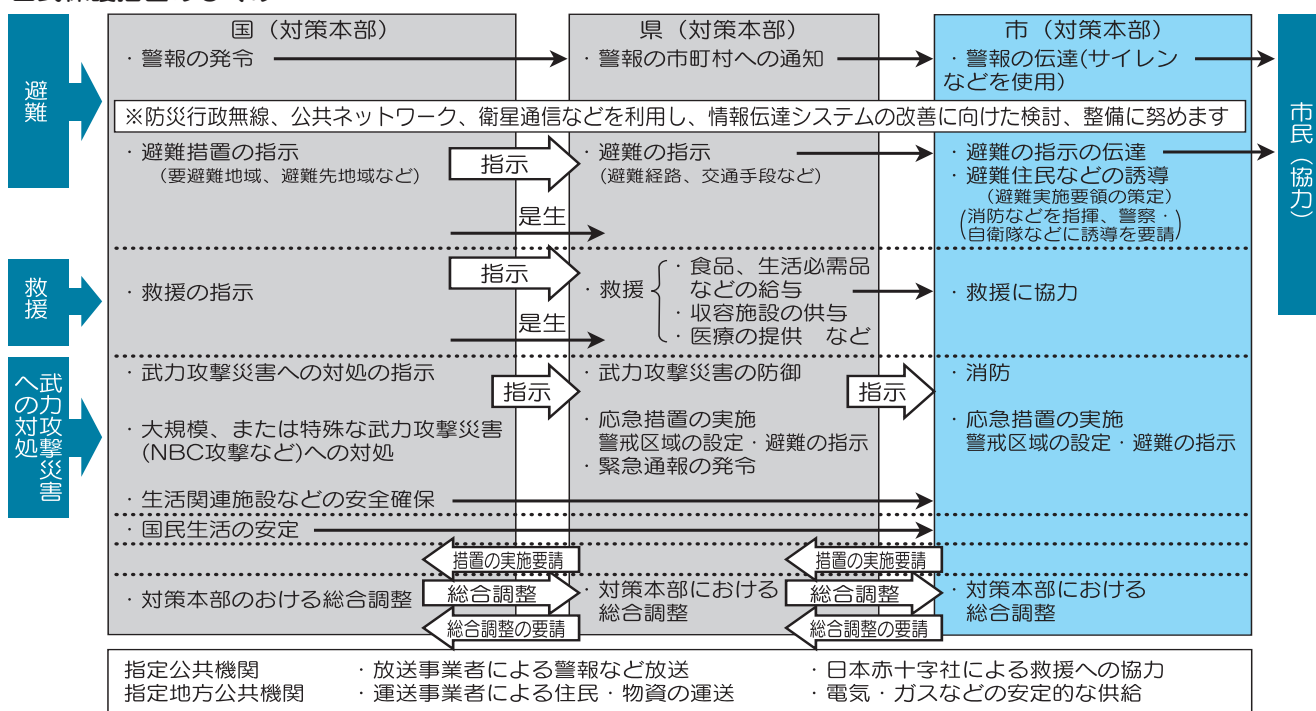 国（対策本部）
県（対策本部）
市（対策本部）
避難
・警報の発令
・警報の市町村への通知
・警報の伝達(サイレン
などを使用)
市民（協力）
※防災行政無線、公共ネットワーク、衛星通信などを利用し、情報伝達システムの改善に向けた検討、整備に努めます
・避難措置の指示
（要避難地域、避難先地域など）
指示
・避難の指示
（避難経路、交通手段など）
・避難の指示の伝達
・避難住民などの誘導
（避難実施要領の策定）
（消防などを指揮、警察・
自衛隊などに誘導を要請）
是生
救援
・救援の指示
指示
・救援
・食品、生活必需品
などの給与
・収容施設の供与
・医療の提供　など
・救援に協力
是生
武力攻撃災害
への対処
・武力攻撃災害への対処の指示
指示
・武力攻撃災害の防御
指示
・消防
・大規模、または特殊な武力攻撃災害
(NBC攻撃など)への対処
・応急措置の実施
警戒区域の設定・避難の指示
・緊急通報の発令
・応急措置の実施
警戒区域の設定・避難の指示
・生活関連施設などの安全確保
・国民生活の安定
措置の実施要請
措置の実施要請
・対策本部のおける総合調整
総合調整
・対策本部における
総合調整
総合調整
・対策本部における
総合調整
総合調整の要請
総合調整の要請
指定公共機関
指定地方公共機関
・放送事業者による警報など放送
・運送事業者による住民・物資の運送
・日本赤十字社による救援への協力
・電気・ガスなどの安定的な供給